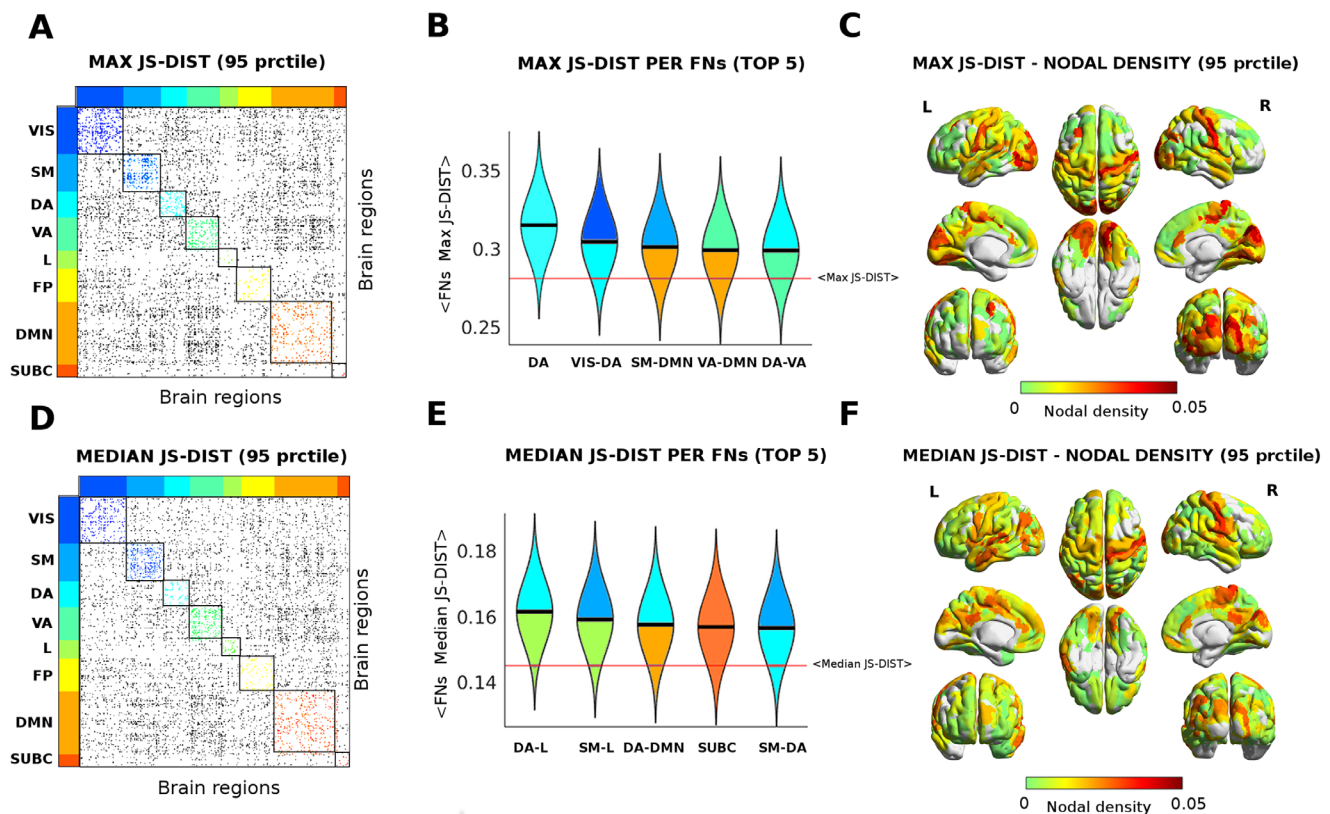 A
B
C
MAX JS-DIST (95 prctile)
MAX JS-DIST PER FNs (TOP 5)
MAX JS-DIST - NODAL DENSITY (95 prctile)
VIS
SM
DA
VA
L
FP
DMN
SUBC
Brain regions
Brain regions
<FNs Max JS-DIST>
0.35
0.3
0.25
<Max JS-DIST>
DA VIS-DA SM-DMN VA-DMN DA-VA
L
R
0
0.05
Nodal density
D
E
F
MEDIAN JS-DIST (95 prctile)
MEDIAN JS-DIST PER FNs (TOP 5)
MEDIAN JS-DIST - NODAL DENSITY (95 prctile)
VIS
SM
DA
VA
L
FP
DMN
SUBC
Brain regions
Brain regions
<FNs Median JS-DIST>
0.18
0.16
0.14
<Median JS-DIST>
DA-L SM-L DA-DMN SUBC SM-DA
L
R
0
0.05
Nodal density